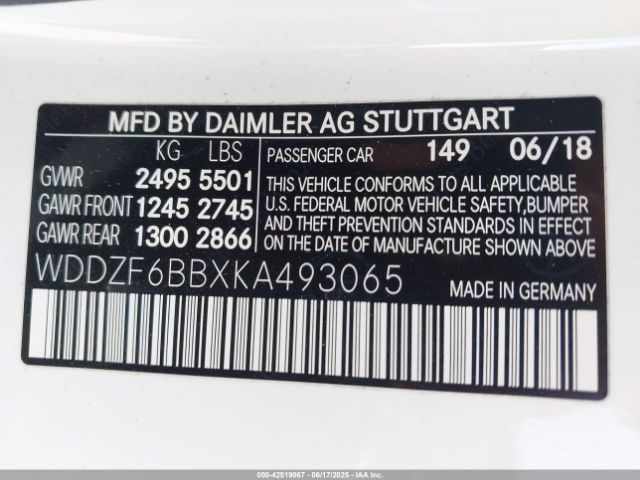 MFD BY DAIMLER AG STUTTGART
KG LBS
GVWR 2495 5501
GAWR FRONT 1245 2745
GAWR REAR 1300 2866
PASSENGER CAR 149 06/18
THIS VEHICLE CONFORMS TO ALL APPLICABLE
U.S. FEDERAL MOTOR VEHICLE SAFETY, BUMPER
AND THEFT PREVENTION STANDARDS IN EFFECT
ON THE DATE OF MANUFACTURE SHOWN ABOVE.
WDDZF6BBXKA493065
MADE IN GERMANY
000-42519867 - 06/17/2025 - IAAI.COM